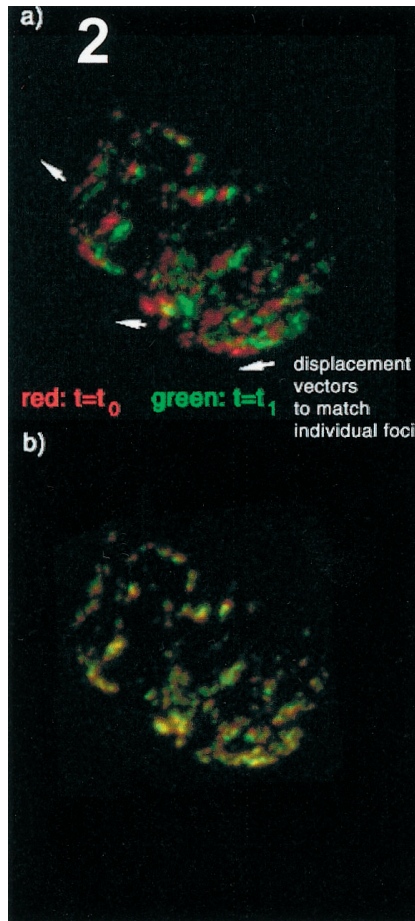 a)
2
red: t=t₀ green: t=t₁
displacement
vectors
to match
individual foci
b)